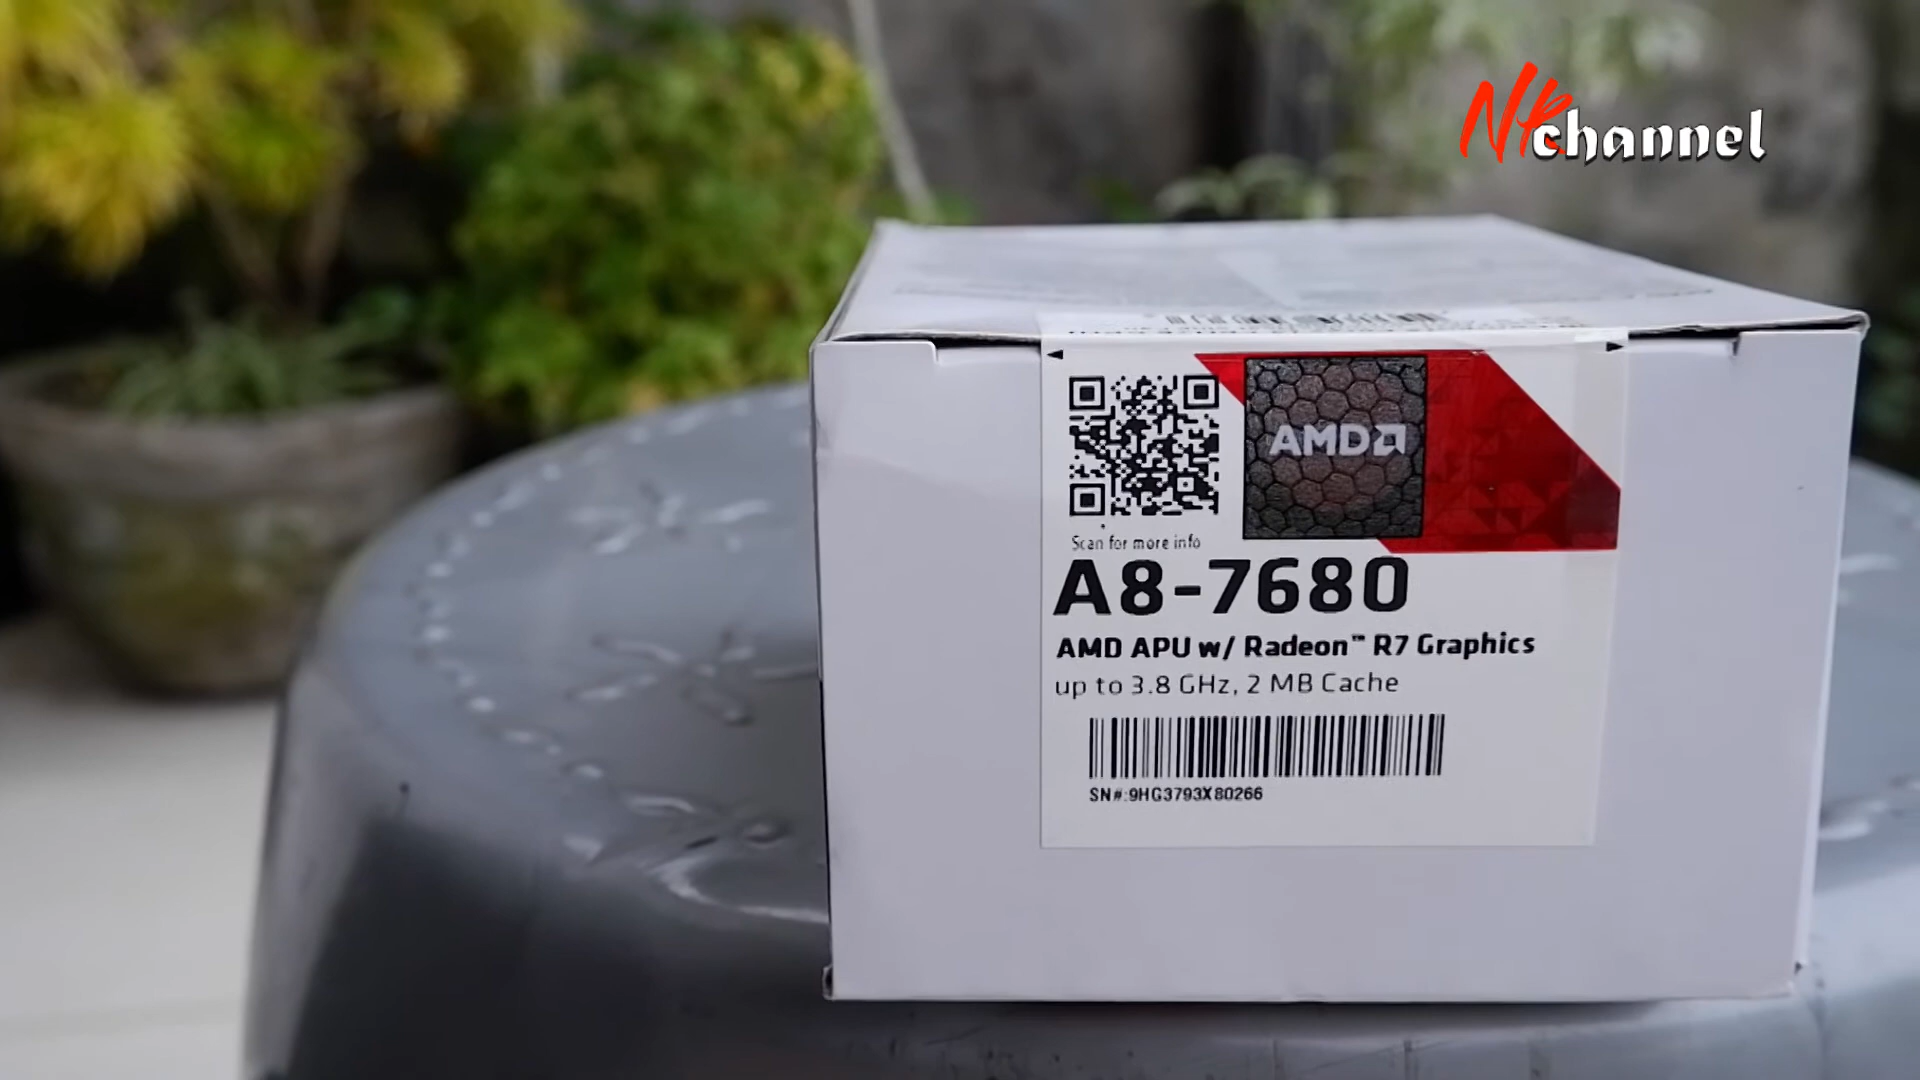 NR channel
AMD
Scan for more info
A8-7680
AMD APU w/ Radeon™ R7 Graphics
up to 3.8 GHz, 2 MB Cache
SN#:9HG3793X80266